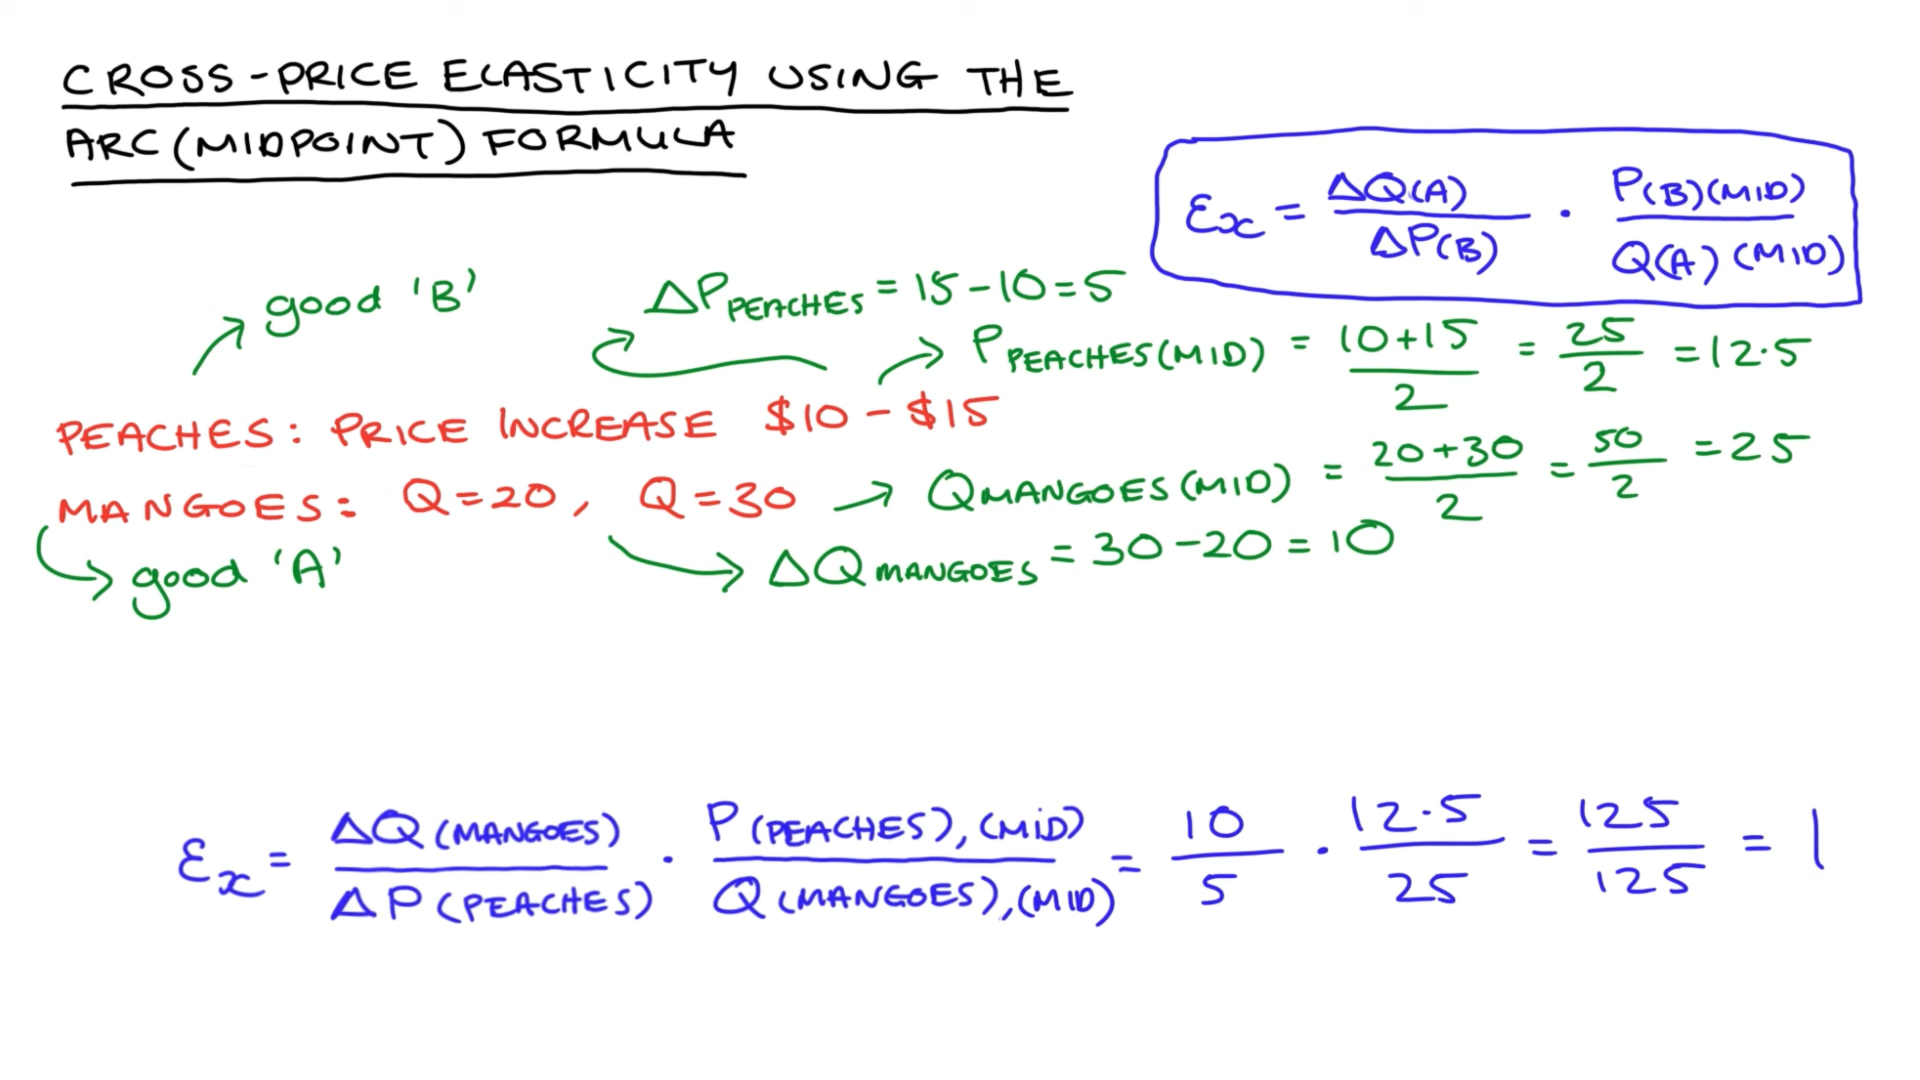 CROSS-PRICE ELASTICITY USING THE
ARC (MIDPOINT) FORMULA
Ɛx = ΔQ(A) / ΔP(B) · P(B)(MID) / Q(A)(MID)
good 'B'
ΔP PEACHES = 15-10=5
P PEACHES(MID) = 10+15 / 2 = 25 / 2 = 12.5
PEACHES: PRICE INCREASE $10 - $15
MANGOES: Q=20, Q=30
Q MANGOES (MID) = 20+30 / 2 = 50 / 2 = 25
good 'A'
ΔQ MANGOES = 30-20=10
Ɛx = ΔQ (MANGOES) / ΔP (PEACHES) · P (PEACHES), (MID) / Q (MANGOES), (MID) = 10 / 5 · 12.5 / 25 = 125 / 125 = 1